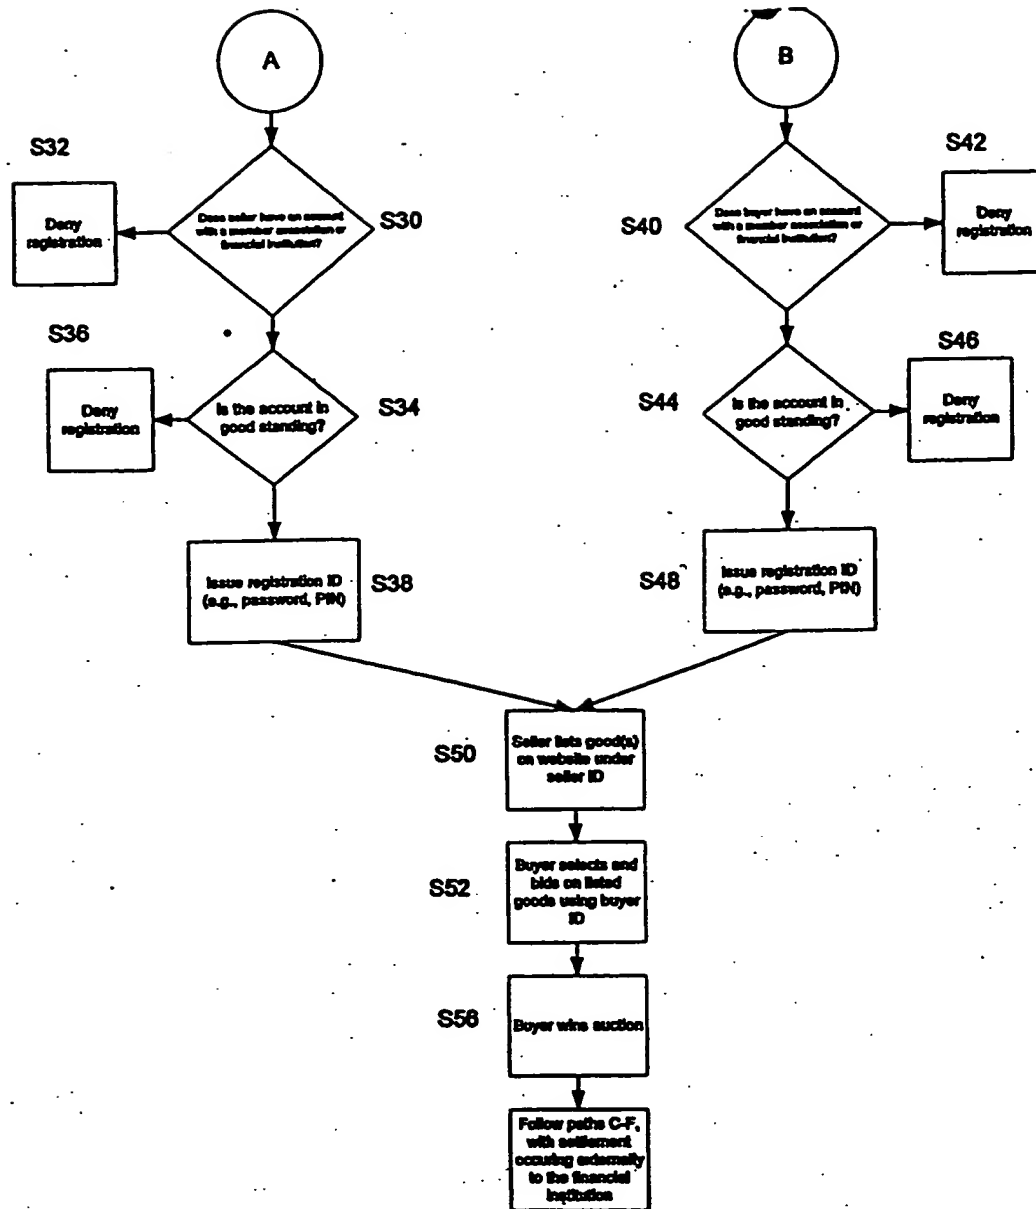 A
B
S32
S42
Deny
registration
Does seller have an account
with a member association or
financial institution?
S30
S40
Does buyer have an account
with a member association or
financial institution?
Deny
registration
S36
S46
Deny
registration
Is the account in
good standing?
S34
S44
Is the account in
good standing?
Deny
registration
Issue registration ID
(e.g., password, PIN)
S38
S48
Issue registration ID
(e.g., password, PIN)
S50
Seller lists good(s)
on website under
seller ID
S52
Buyer selects and
bids on listed
goods using buyer
ID
S56
Buyer wins auction
Follow paths C-F,
with settlement
occuring externally
to the financial
institution